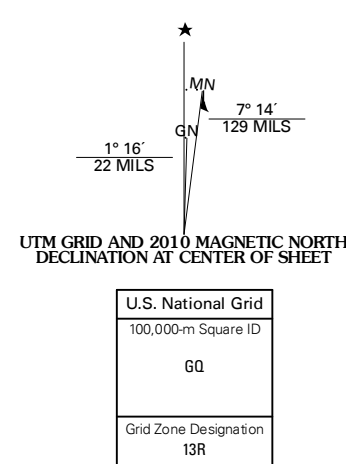 MN
GN
7° 14´
129 MILS
1° 16´
22 MILS
UTM GRID AND 2010 MAGNETIC NORTH
DECLINATION AT CENTER OF SHEET
U.S. National Grid
100,000-m Square ID
GQ
Grid Zone Designation
13R